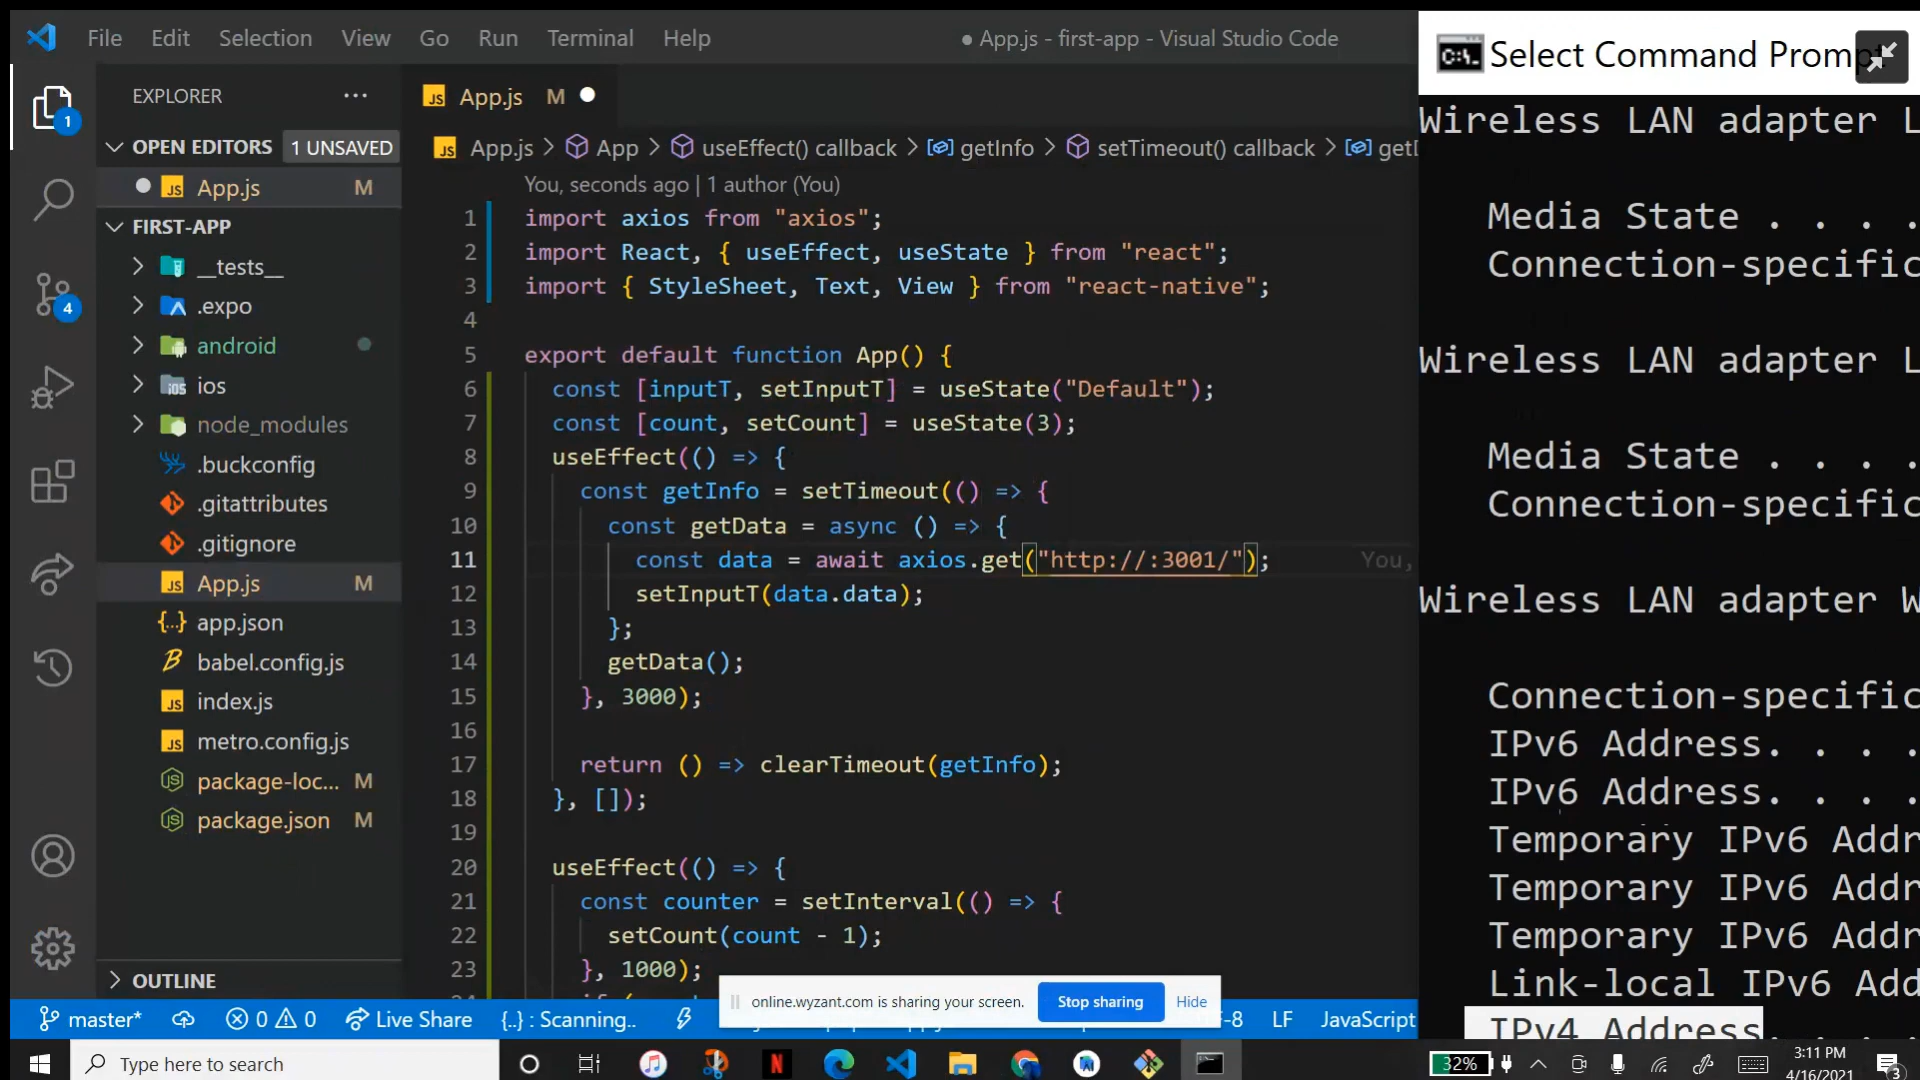 File Edit Selection View Go Run Terminal Help
● App.js - first-app - Visual Studio Code
EXPLORER ...
OPEN EDITORS 1 UNSAVED
App.js M
FIRST-APP
__tests__
.expo
android
ios
node_modules
.buckconfig
.gitattributes
.gitignore
App.js M
app.json
babel.config.js
index.js
metro.config.js
package-loc... M
package.json M
OUTLINE
1
4
App.js M
App.js > App > useEffect() callback > getInfo > setTimeout() callback >
You, seconds ago | 1 author (You)
1 import axios from "axios";
2 import React, { useEffect, useState } from "react";
3 import { StyleSheet, Text, View } from "react-native";
4
5 export default function App() {
6 const [inputT, setInputT] = useState("Default");
7 const [count, setCount] = useState(3);
8 useEffect(() => {
9 const getInfo = setTimeout(() => {
10 const getData = async () => {
11 const data = await axios.get("http://:3001/"); You,
12 setInputT(data.data);
13 };
14 getData();
15 }, 3000);
16
17 return () => clearTimeout(getInfo);
18 }, []);
19
20 useEffect(() => {
21 const counter = setInterval(() => {
22 setCount(count - 1);
23 }, 1000);
online.wyzant.com is sharing your screen. Stop sharing Hide
master* 0 0 Live Share {..} : Scanning.. LF JavaScript
C:\. Select Command
Wireless LAN adapter
Media State . . . .
Connection-specific
Wireless LAN adapter
Media State . . . .
Connection-specific
Wireless LAN adapter
Connection-specific
IPv6 Address. . . .
IPv6 Address. . . .
Temporary IPv6
Temporary IPv6
Temporary IPv6
Link-local IPv6
IPv4 Address. . . .
Type here to search
32%
3:11 PM
4/16/2021
3